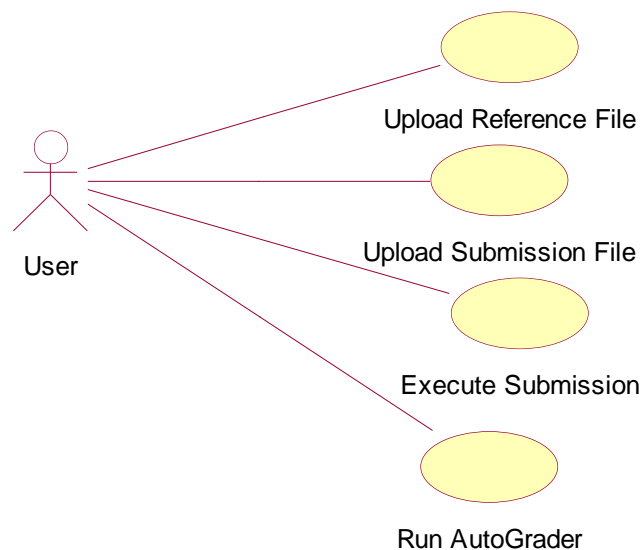 Upload Reference File
Upload Submission File
User
Execute Submission
Run AutoGrader